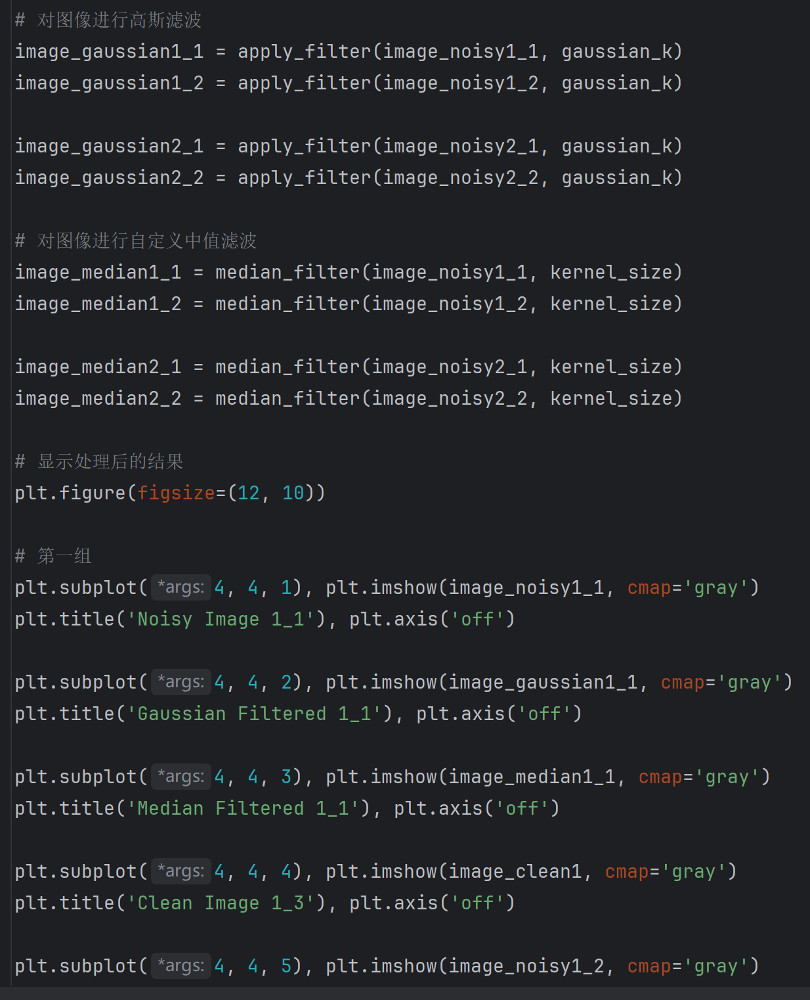 # 对图像进行高斯滤波
image_gaussian1_1 = apply_filter(image_noisy1_1, gaussian_k)
image_gaussian1_2 = apply_filter(image_noisy1_2, gaussian_k)
image_gaussian2_1 = apply_filter(image_noisy2_1, gaussian_k)
image_gaussian2_2 = apply_filter(image_noisy2_2, gaussian_k)
# 对图像进行自定义中值滤波
image_median1_1 = median_filter(image_noisy1_1, kernel_size)
image_median1_2 = median_filter(image_noisy1_2, kernel_size)
image_median2_1 = median_filter(image_noisy2_1, kernel_size)
image_median2_2 = median_filter(image_noisy2_2, kernel_size)
# 显示处理后的结果
plt.figure(figsize=(12, 10))
# 第一组
plt.subplot( *args: 4, 4, 1), plt.imshow(image_noisy1_1, cmap='gray')
plt.title('Noisy Image 1_1'), plt.axis('off')
plt.subplot( *args: 4, 4, 2), plt.imshow(image_gaussian1_1, cmap='gray')
plt.title('Gaussian Filtered 1_1'), plt.axis('off')
plt.subplot( *args: 4, 4, 3), plt.imshow(image_median1_1, cmap='gray')
plt.title('Median Filtered 1_1'), plt.axis('off')
plt.subplot( *args: 4, 4, 4), plt.imshow(image_clean1, cmap='gray')
plt.title('Clean Image 1_3'), plt.axis('off')
plt.subplot( *args: 4, 4, 5), plt.imshow(image_noisy1_2, cmap='gray')